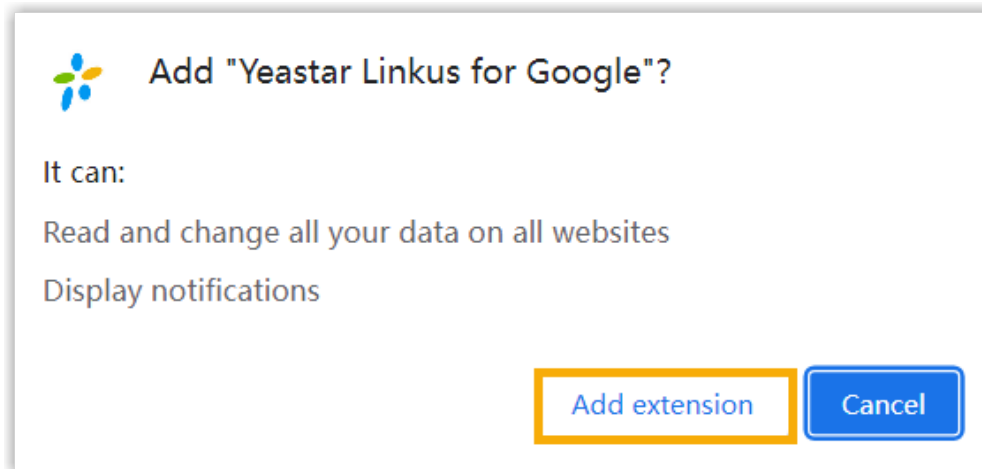 Add "Yeastar Linkus for Google"?
It can:
Read and change all your data on all websites
Display notifications
Add extension Cancel